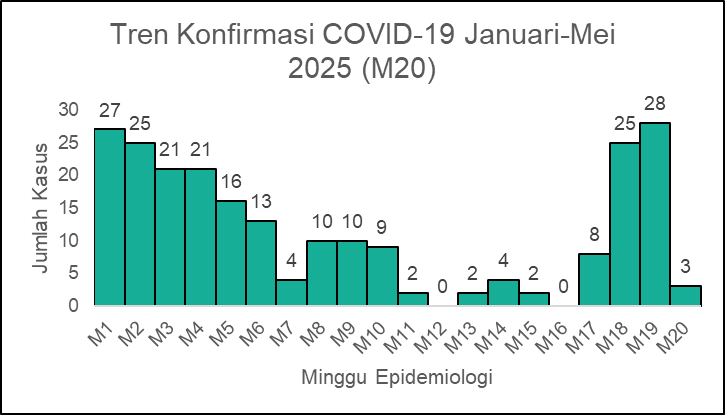 Tren Konfirmasi COVID-19 Januari-Mei
2025 (M20)
Jumlah Kasus
30
25
20
15
10
5
0
27
25
21
21
16
13
4
10
10
9
2
0
2
4
2
0
8
25
28
3
M1
M2
M3
M4
M5
M6
M7
M8
M9
M10
M11
M12
M13
M14
M15
M16
M17
M18
M19
M20
Minggu Epidemiologi